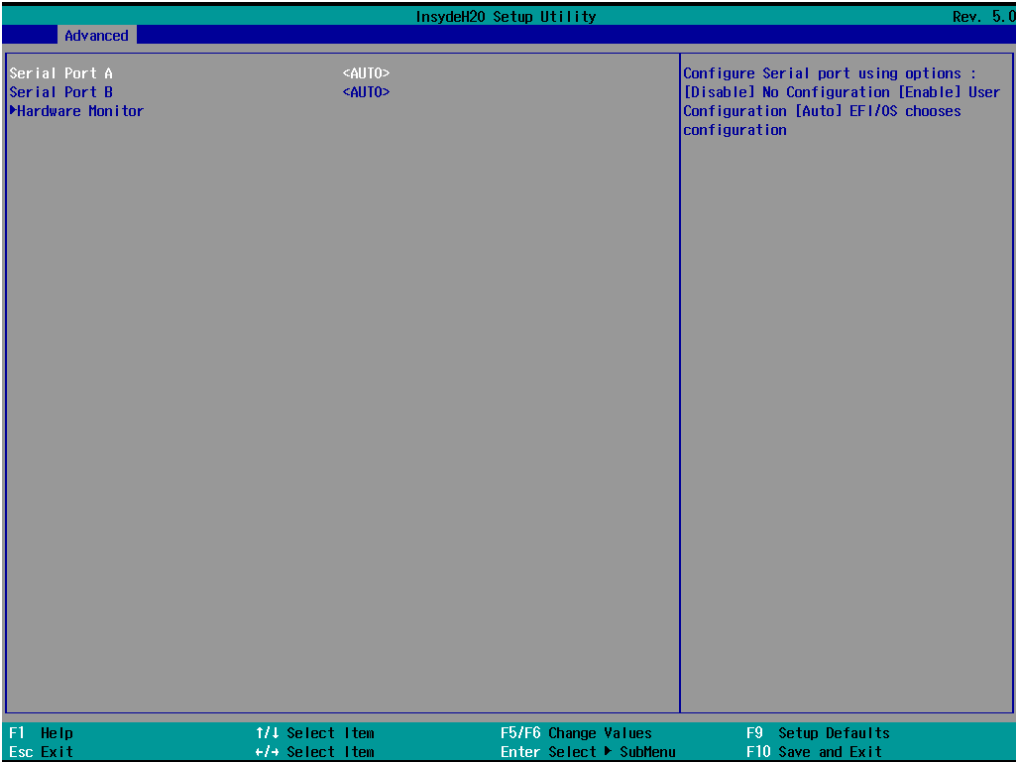 InsydeH20 Setup Utility Rev. 5.0
Advanced
Serial Port A <AUTO>
Serial Port B <AUTO>
▶Hardware Monitor
Configure Serial port using options :
[Disable] No Configuration [Enable] User
Configuration [Auto] EFI/OS chooses
configuration
F1 Help ↑/↓ Select Item F5/F6 Change Values F9 Setup Defaults
Esc Exit ←/→ Select Item Enter Select ▶ SubMenu F10 Save and Exit